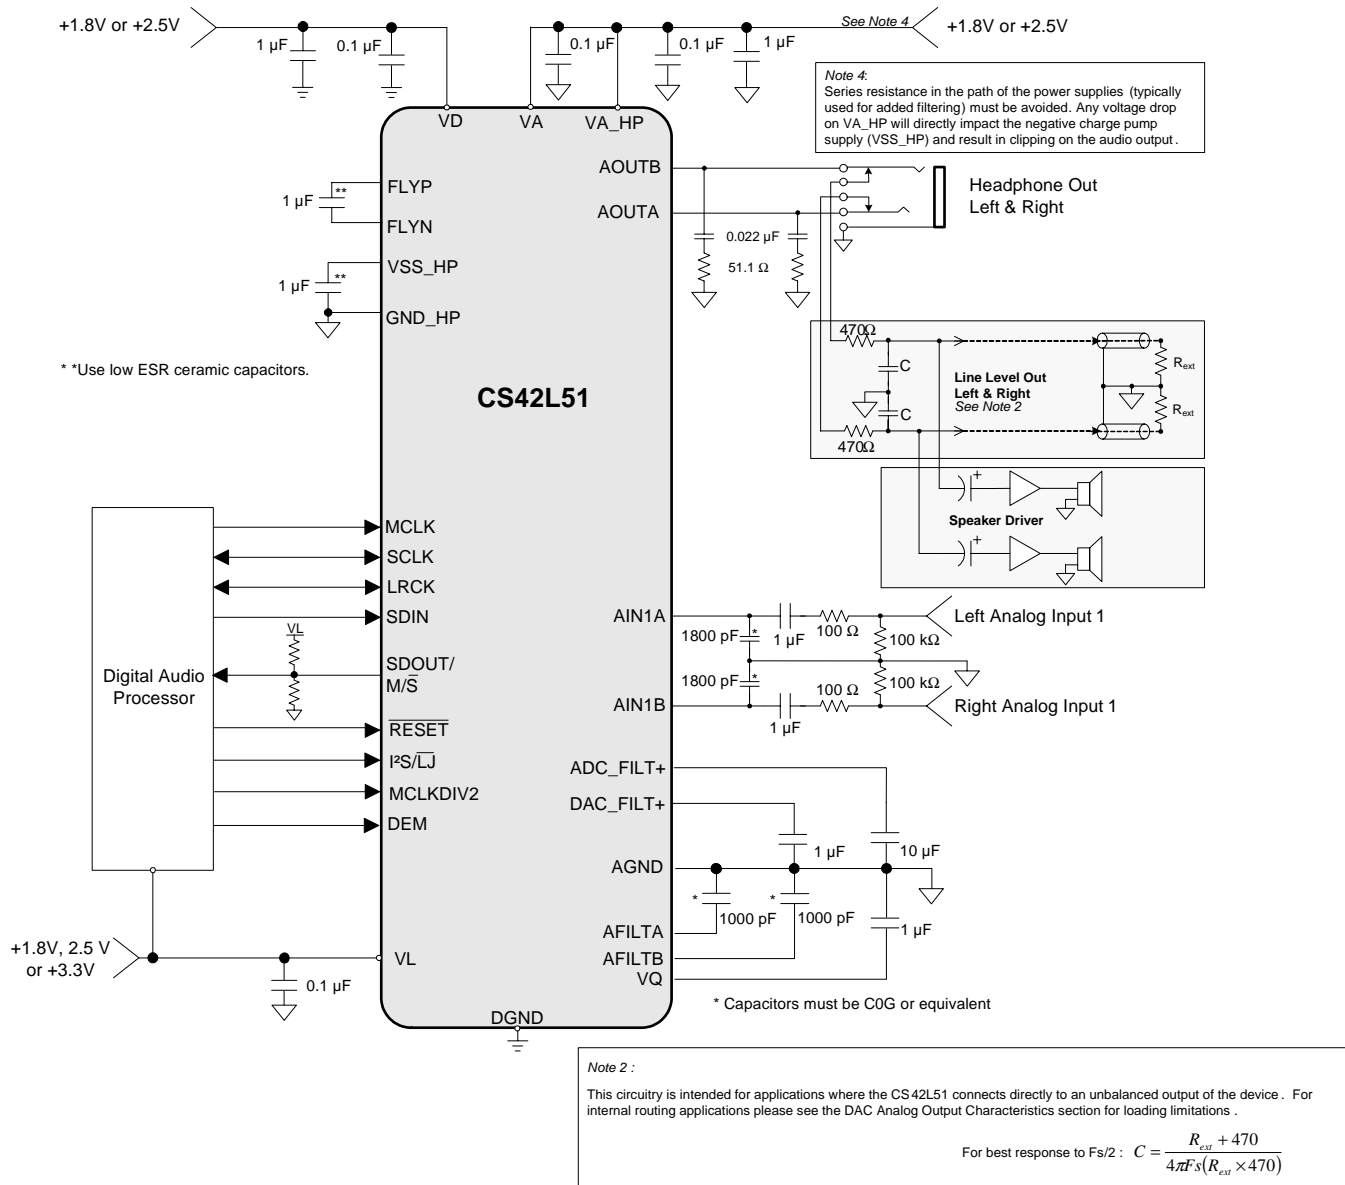 +1.8V or +2.5V
1 µF
0.1 µF
0.1 µF
0.1 µF
1 µF
See Note 4
+1.8V or +2.5V
Note 4:
Series resistance in the path of the power supplies (typically
used for added filtering) must be avoided. Any voltage drop
on VA_HP will directly impact the negative charge pump
supply (VSS_HP) and result in clipping on the audio output.
VD
VA
VA_HP
AOUTB
AOUTA
Headphone Out
Left & Right
0.022 µF
51.1 Ω
FLYP
FLYN
1 µF
**
VSS_HP
GND_HP
1 µF
**
* *Use low ESR ceramic capacitors.
CS42L51
470Ω
C
C
470Ω
Line Level Out
Left & Right
See Note 2
Rext
Rext
+
Speaker Driver
+
Digital Audio
Processor
MCLK
SCLK
LRCK
SDIN
VL
SDOUT/
M/S̅
R̅E̅S̅E̅T̅
I²S/L̅J̅
MCLKDIV2
DEM
AIN1A
1800 pF
*
1 µF
100 Ω
100 kΩ
Left Analog Input 1
1800 pF
*
100 Ω
100 kΩ
AIN1B
1 µF
Right Analog Input 1
ADC_FILT+
DAC_FILT+
1 µF
10 µF
AGND
*
1000 pF
*
1000 pF
1 µF
AFILTA
AFILTB
VQ
* Capacitors must be C0G or equivalent
+1.8V, 2.5 V
or +3.3V
0.1 µF
VL
DGND
Note 2 :
This circuitry is intended for applications where the CS42L51 connects directly to an unbalanced output of the device. For
internal routing applications please see the DAC Analog Output Characteristics section for loading limitations.
For best response to Fs/2 : C = (Rext + 470) / (4πFs(Rext × 470))